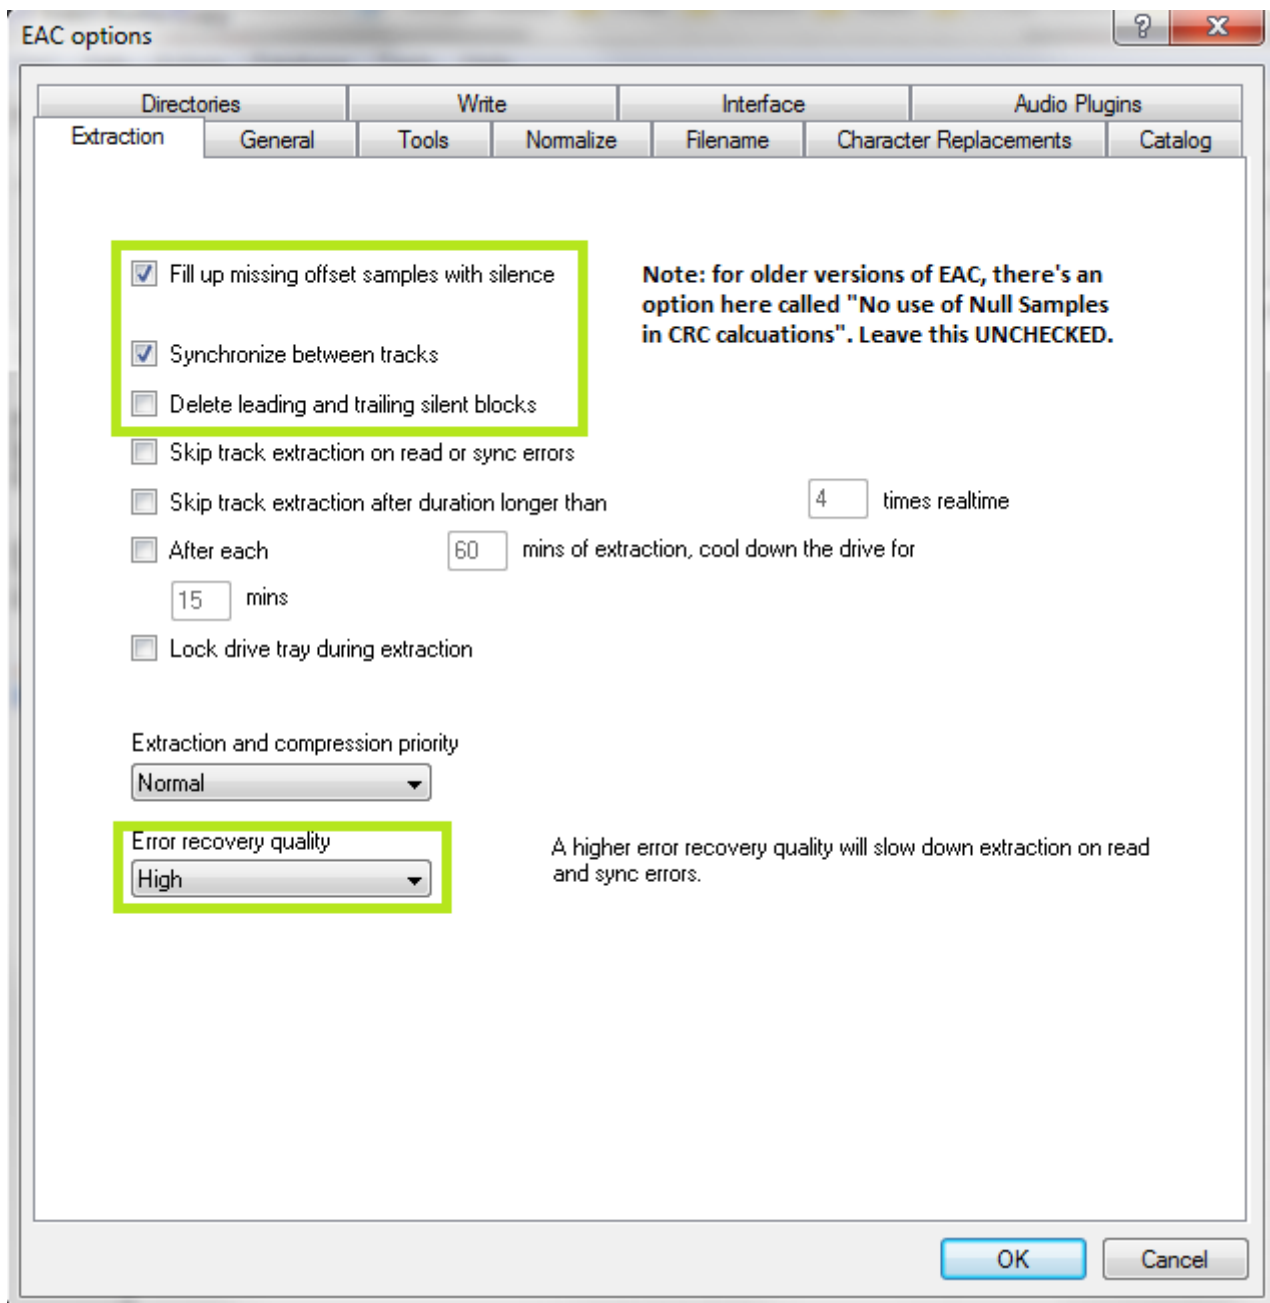 EAC options
Directories Write Interface Audio Plugins
Extraction General Tools Normalize Filename Character Replacements Catalog
Fill up missing offset samples with silence
Note: for older versions of EAC, there's an
option here called "No use of Null Samples
in CRC calcuations". Leave this UNCHECKED.
Synchronize between tracks
Delete leading and trailing silent blocks
Skip track extraction on read or sync errors
Skip track extraction after duration longer than 4 times realtime
After each 60 mins of extraction, cool down the drive for
15 mins
Lock drive tray during extraction
Extraction and compression priority
Normal
Error recovery quality
High
A higher error recovery quality will slow down extraction on read
and sync errors.
OK Cancel